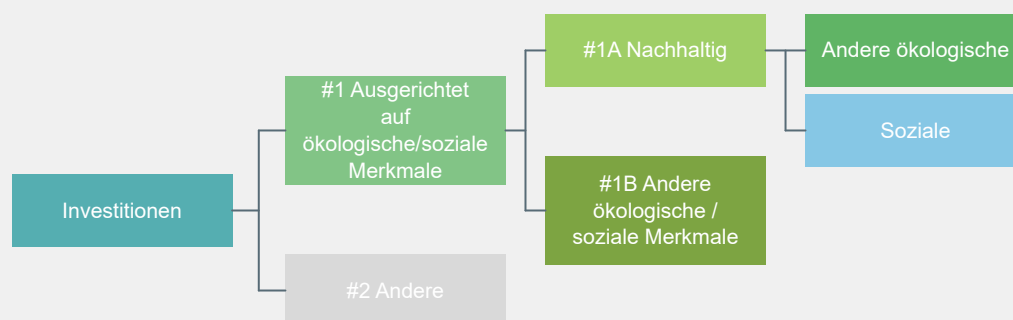 Investitionen
#1 Ausgerichtet
auf
ökologische/soziale
Merkmale
#2 Andere
#1A Nachhaltig
#1B Andere
ökologische /
soziale Merkmale
Andere ökologische
Soziale